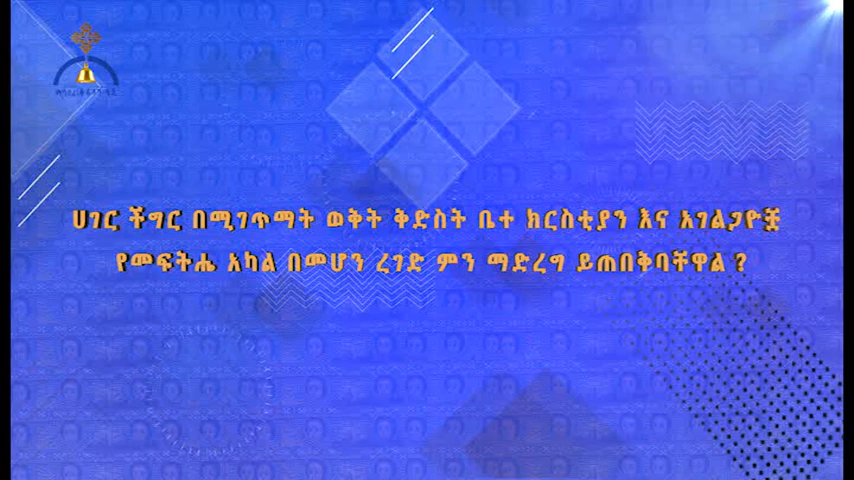 ሀገር ችግር በሚገጥማት ወቅት ቅድስት ቤተ ክርስቲያን እና አገልጋዮቿ
የመፍትሔ አካል በመሆን ረገድ ምን ማድረግ ይጠበቅባቸዋል ?